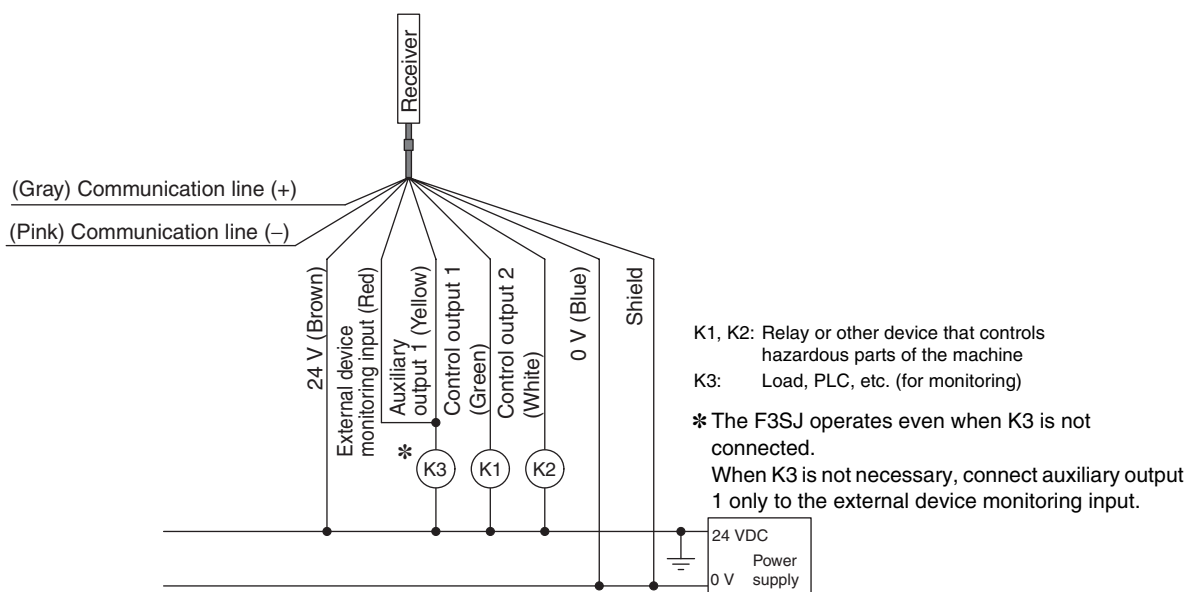 Receiver
(Gray) Communication line (+)
(Pink) Communication line (−)
24 V (Brown)
External device
monitoring input (Red)
Auxiliary
output 1 (Yellow)
Control output 1
(Green)
Control output 2
(White)
0 V (Blue)
Shield
✽
K3
K1
K2
K1, K2: Relay or other device that controls
hazardous parts of the machine
K3: Load, PLC, etc. (for monitoring)
✽ The F3SJ operates even when K3 is not
connected.
When K3 is not necessary, connect auxiliary output
1 only to the external device monitoring input.
24 VDC
Power
0 V supply